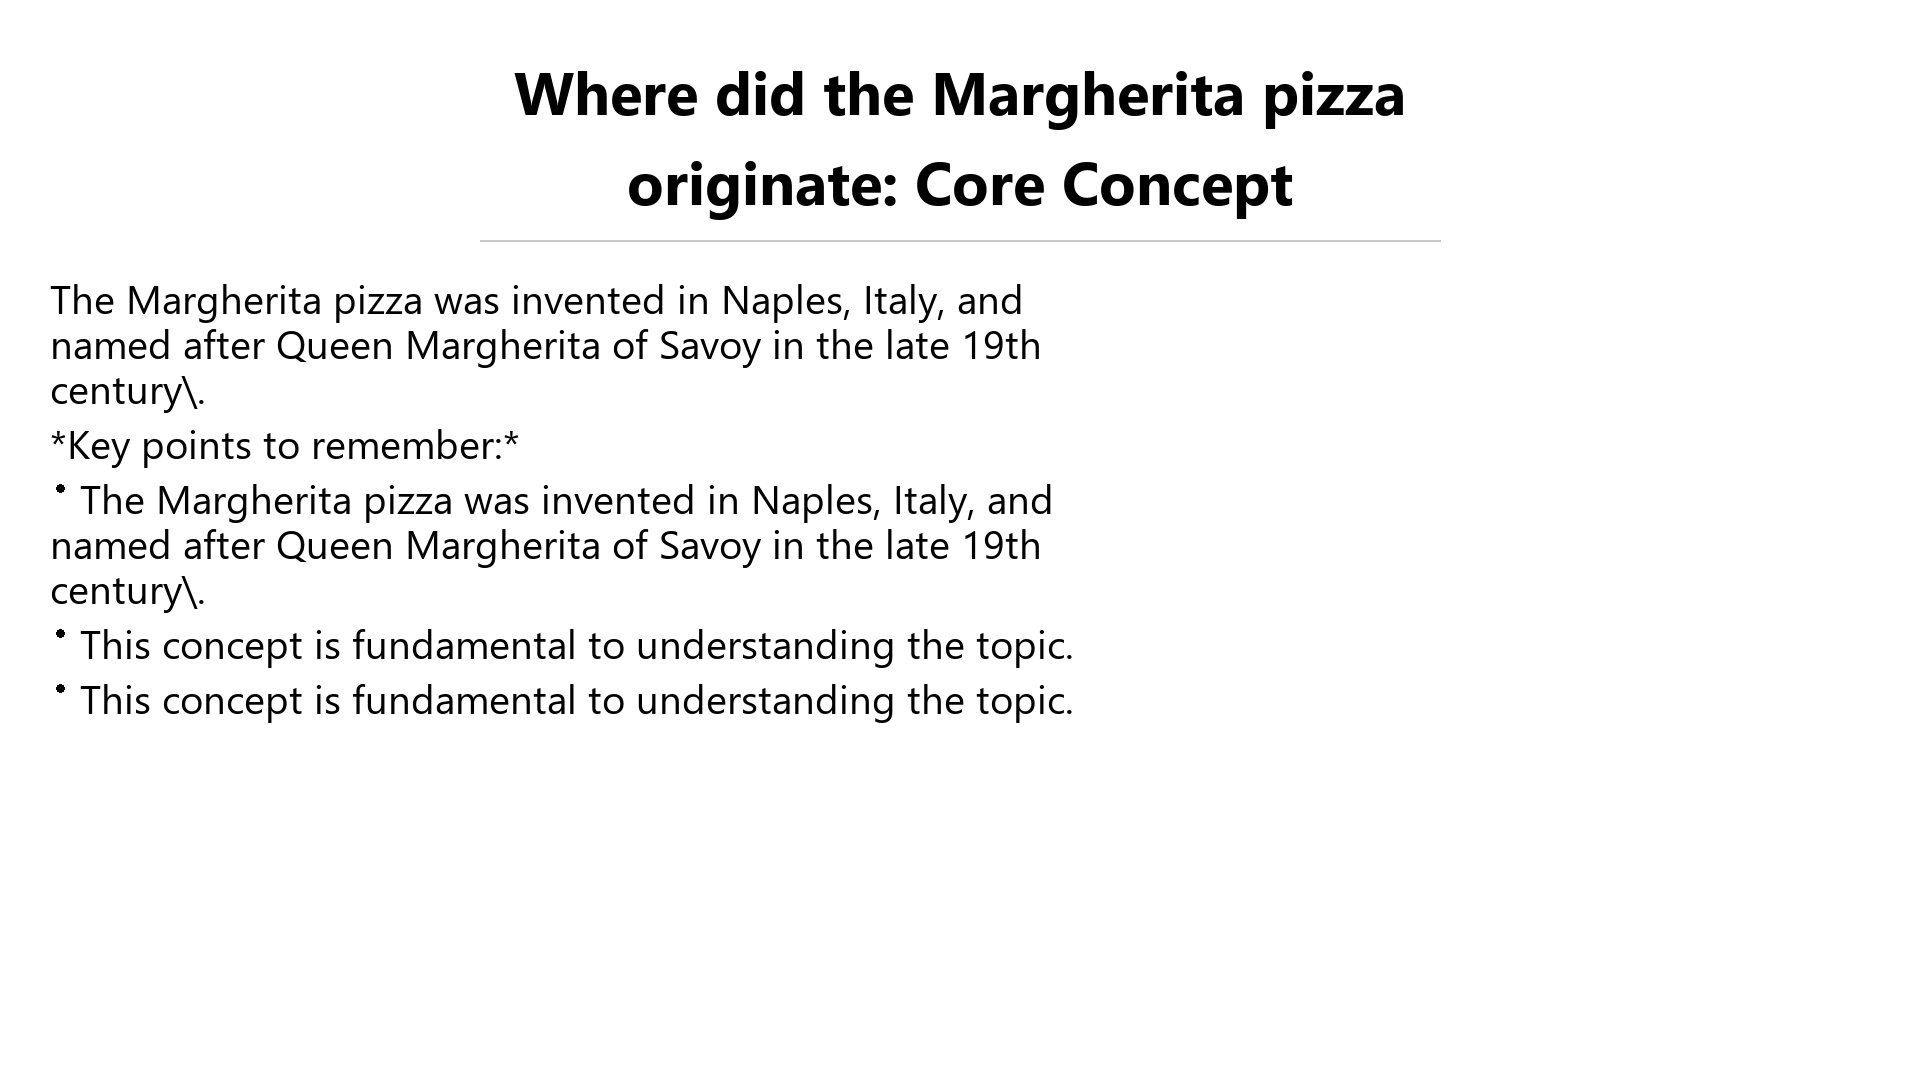 Where did the Margherita pizza
originate: Core Concept
The Margherita pizza was invented in Naples, Italy, and
named after Queen Margherita of Savoy in the late 19th
century\.
*Key points to remember:*
• The Margherita pizza was invented in Naples, Italy, and
named after Queen Margherita of Savoy in the late 19th
century\.
• This concept is fundamental to understanding the topic.
• This concept is fundamental to understanding the topic.